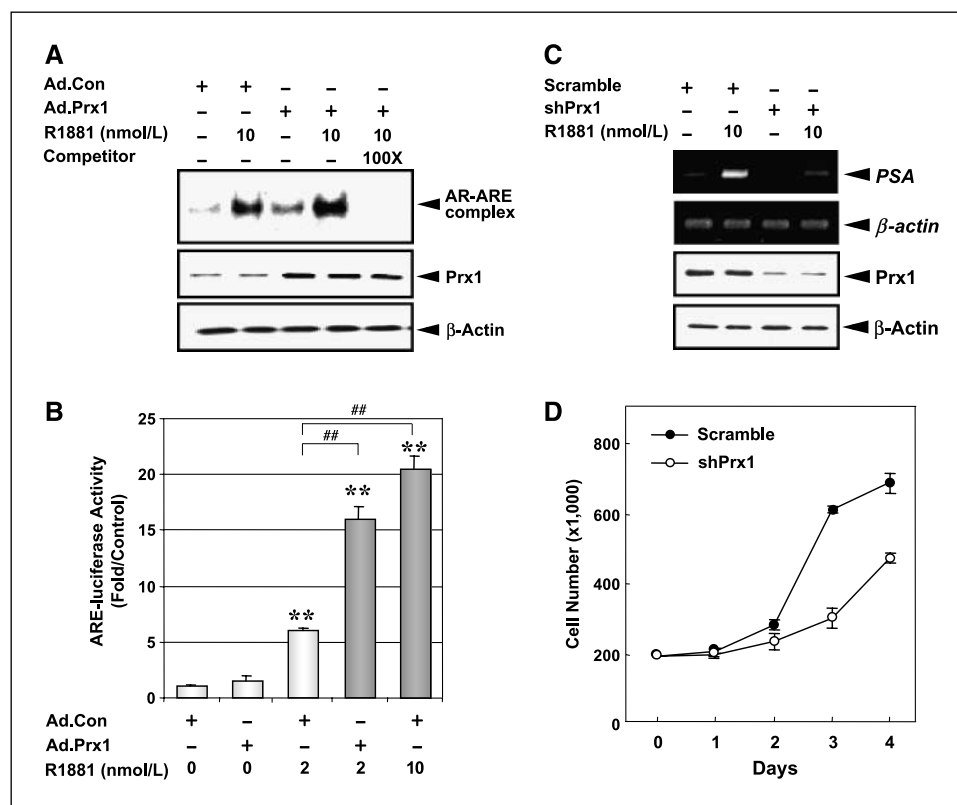 A
Ad.Con + + – – –
Ad.Prx1 – – + + +
R1881 (nmol/L) – 10 – 10 10
Competitor – – – – 100X
AR-ARE
complex
Prx1
β-Actin
B
ARE-luciferase Activity
(Fold/Control)
25
20
15
10
5
0
##
##
**
**
**
Ad.Con + – + – +
Ad.Prx1 – + – + –
R1881 (nmol/L) 0 0 2 2 10
C
Scramble + + – –
shPrx1 – – + +
R1881 (nmol/L) – 10 – 10
PSA
β-actin
Prx1
β-Actin
D
Cell Number (x1,000)
800
600
400
200
0
Scramble
shPrx1
0 1 2 3 4
Days